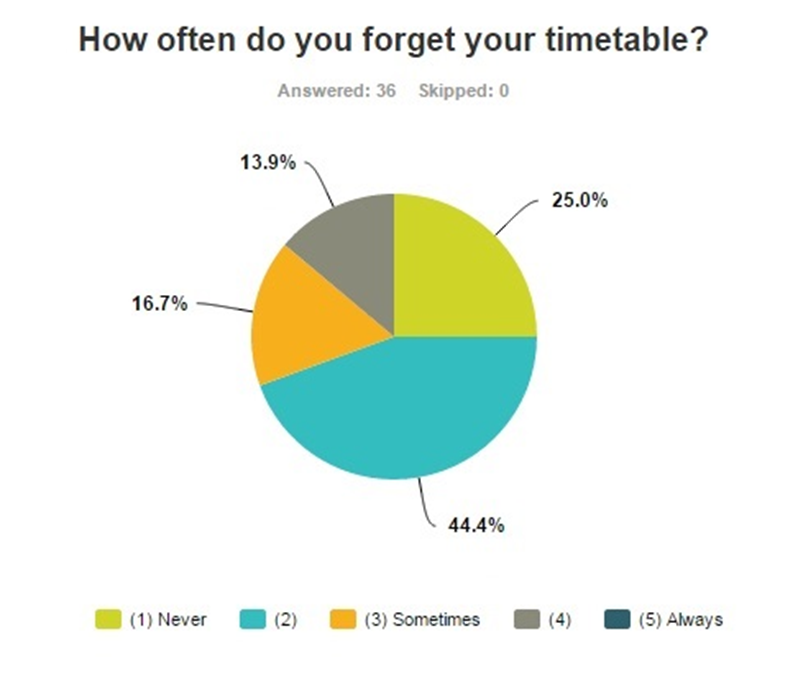 How often do you forget your timetable?
Answered: 36 Skipped: 0
13.9%
25.0%
16.7%
44.4%
(1) Never (2) (3) Sometimes (4) (5) Always